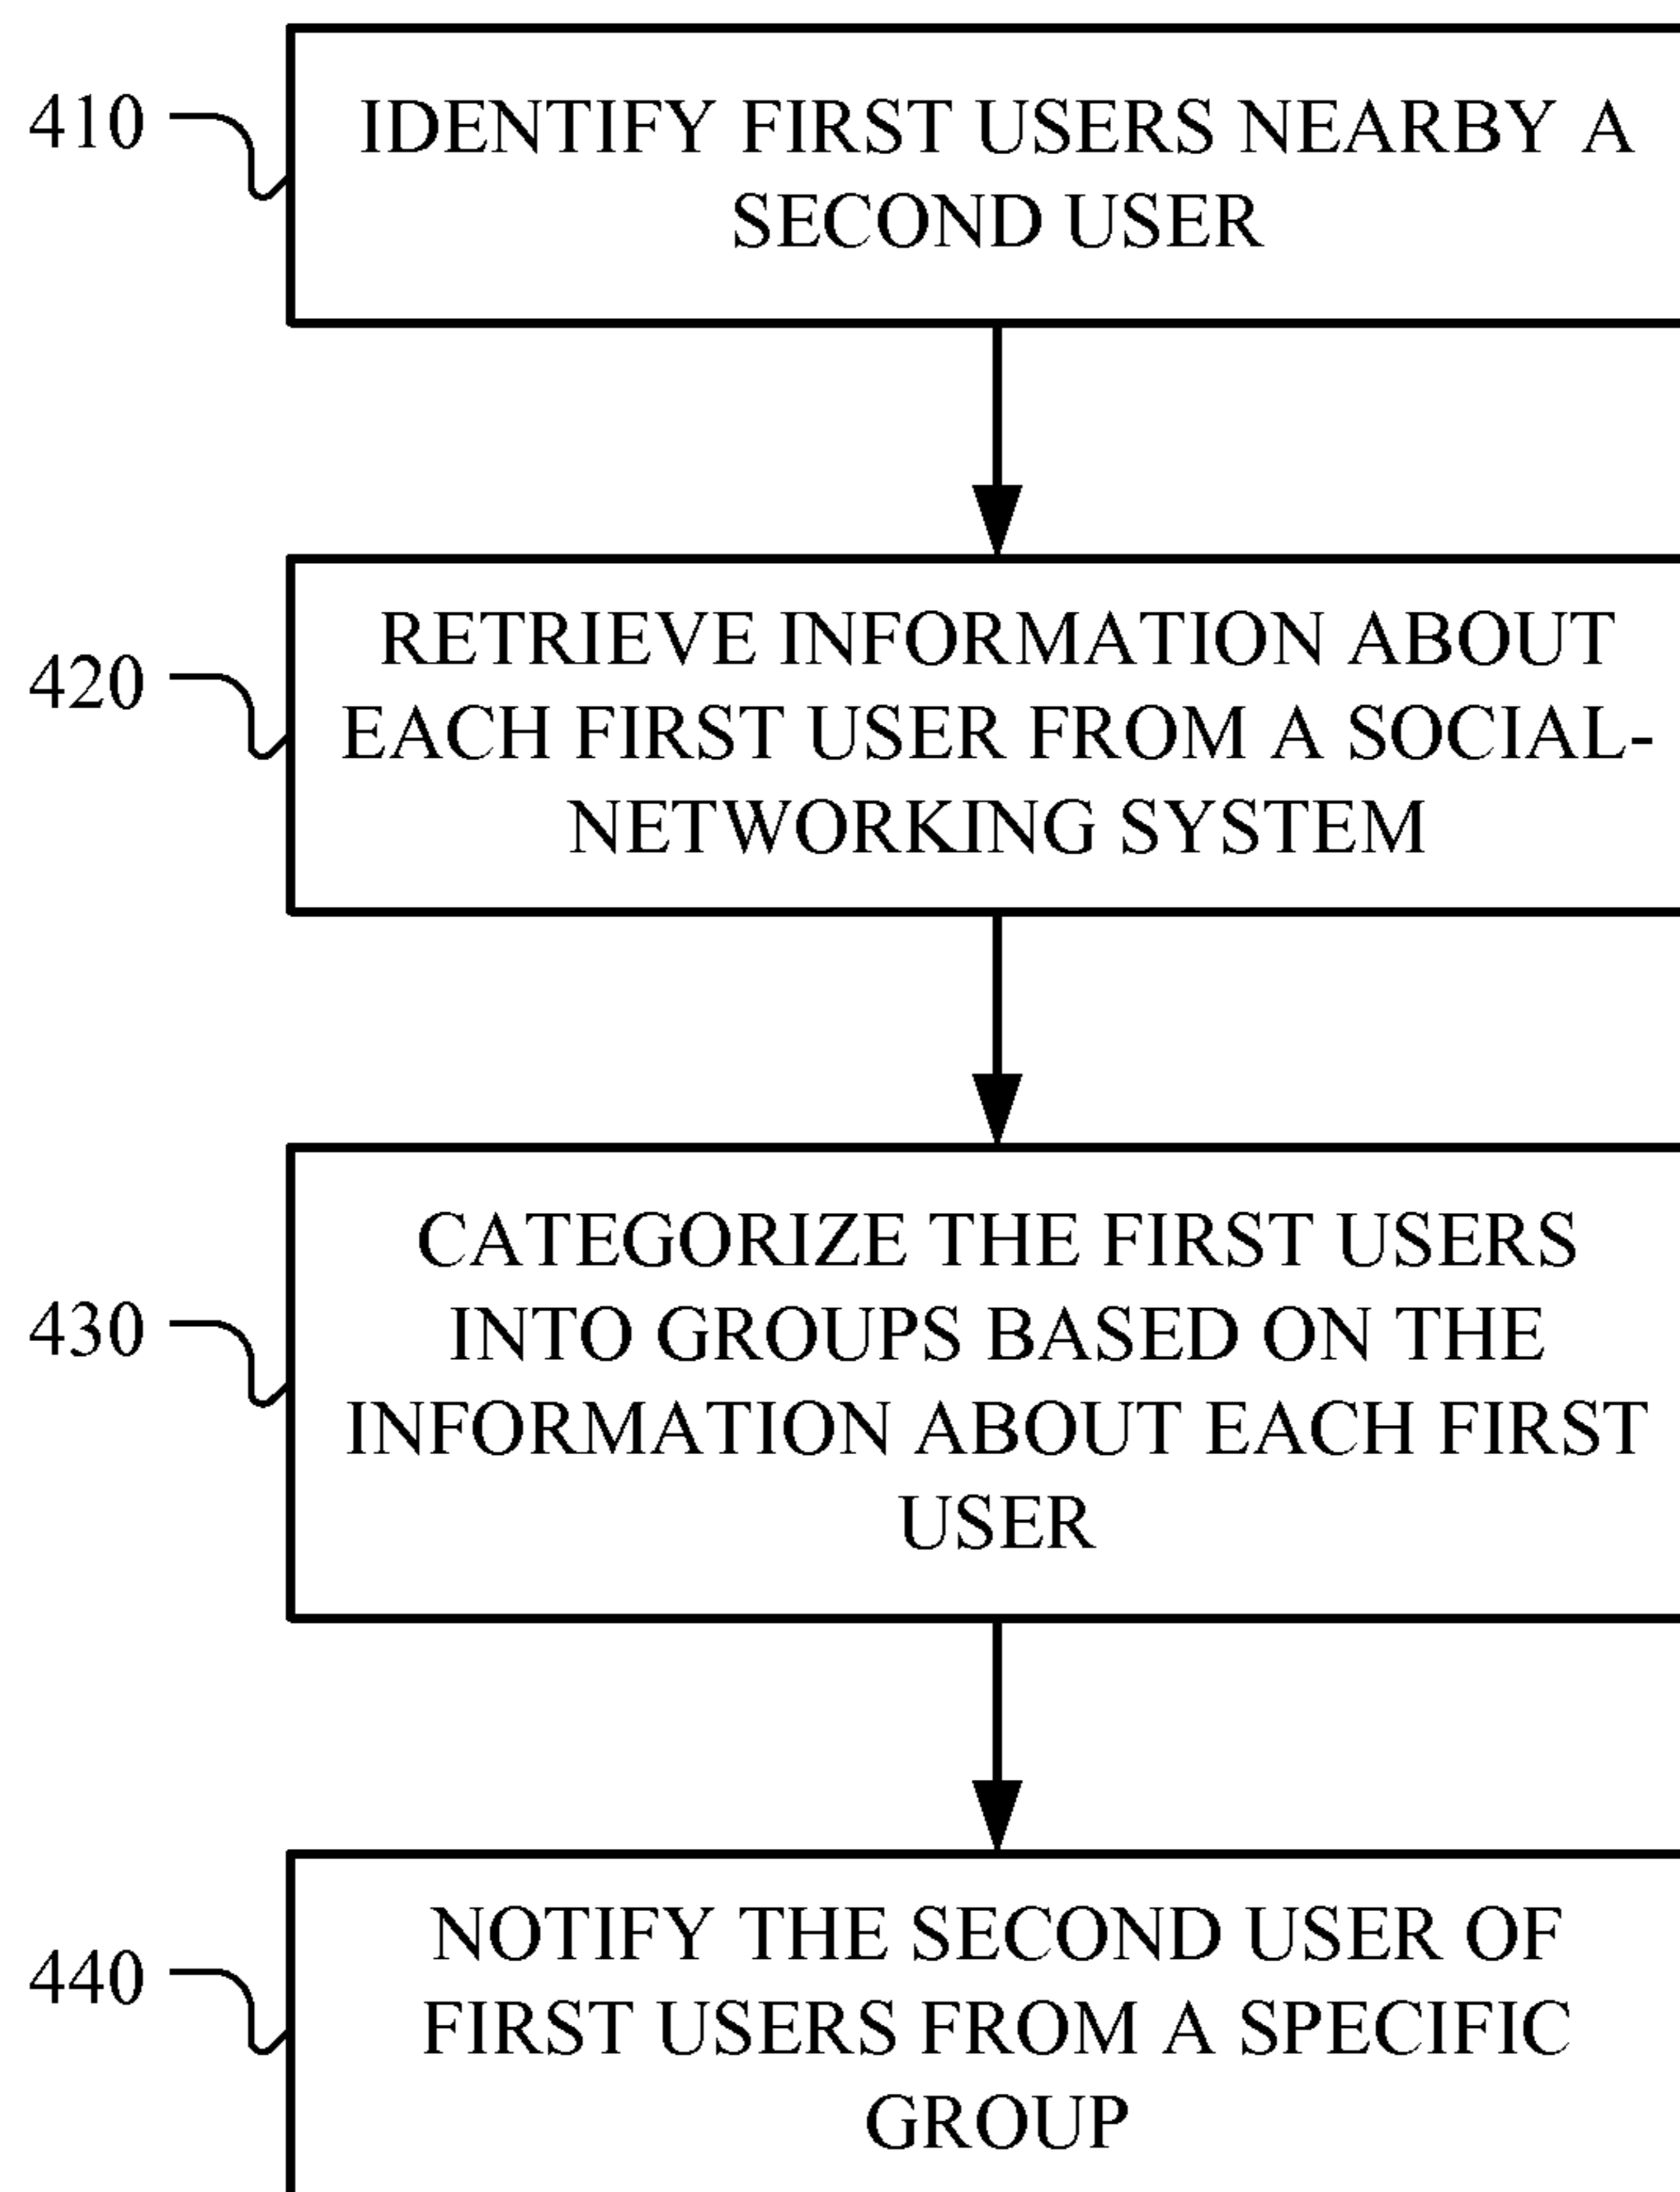 410
IDENTIFY FIRST USERS NEARBY A
SECOND USER
420
RETRIEVE INFORMATION ABOUT
EACH FIRST USER FROM A SOCIAL-
NETWORKING SYSTEM
430
CATEGORIZE THE FIRST USERS
INTO GROUPS BASED ON THE
INFORMATION ABOUT EACH FIRST
USER
440
NOTIFY THE SECOND USER OF
FIRST USERS FROM A SPECIFIC
GROUP